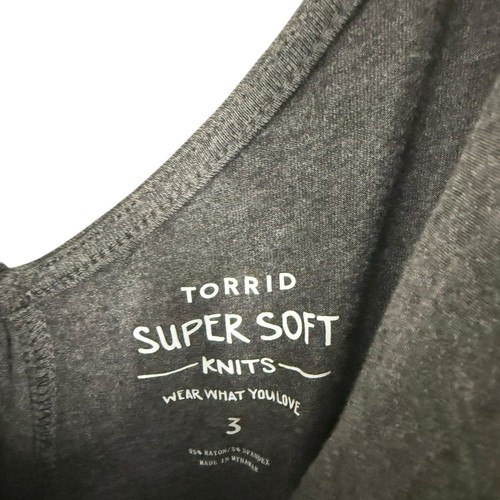 TORRID
SUPER SOFT
KNITS
WEAR WHAT YOU LOVE
3
95% RAYON/5% SPANDEX
MADE IN MYANMAR